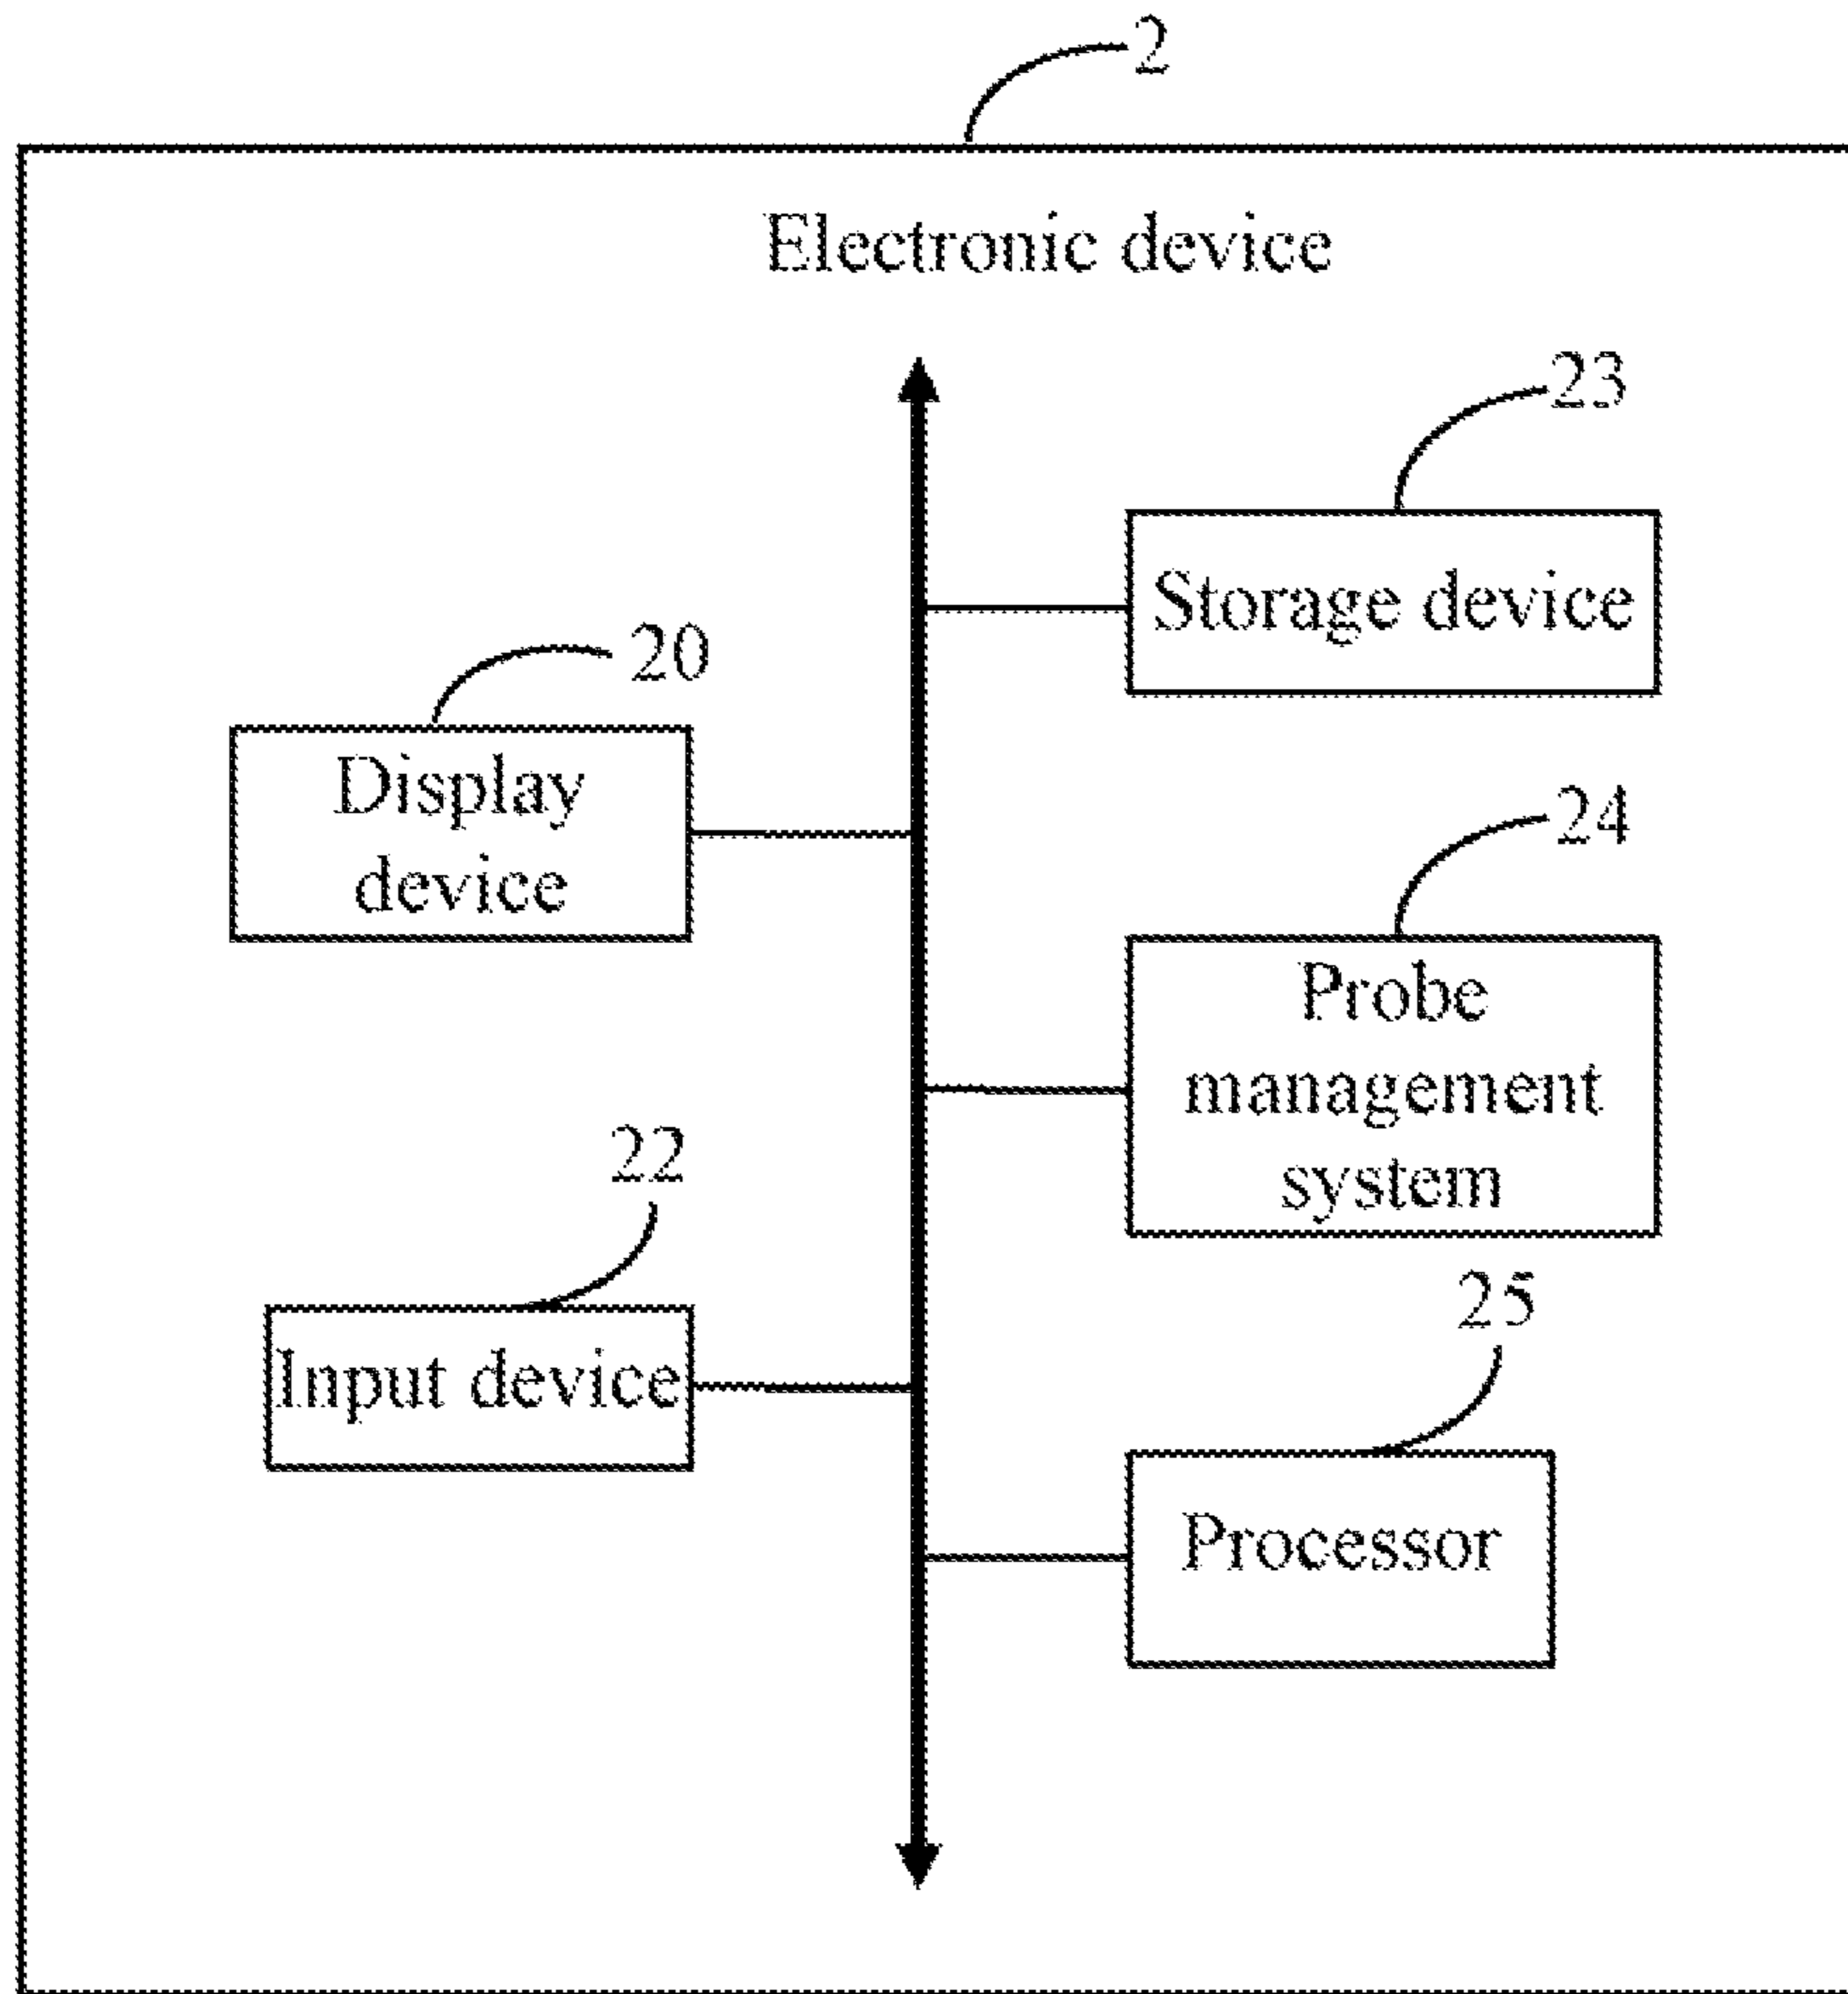 2
Electronic device
23
Storage device
20
Display
device
24
Probe
management
system
22
Input device
25
Processor